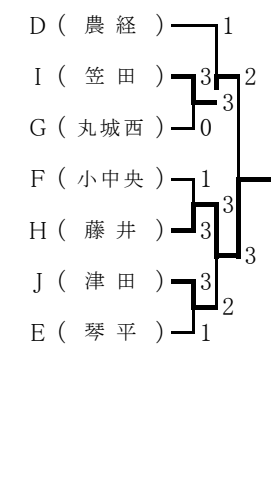 D ( 農 経 ) 1
I ( 笠 田 ) 3 2
3
G ( 丸城西 ) 0
F ( 小中央 ) 1
3
H ( 藤 井 ) 3
3
J ( 津 田 ) 3
2
E ( 琴 平 ) 1